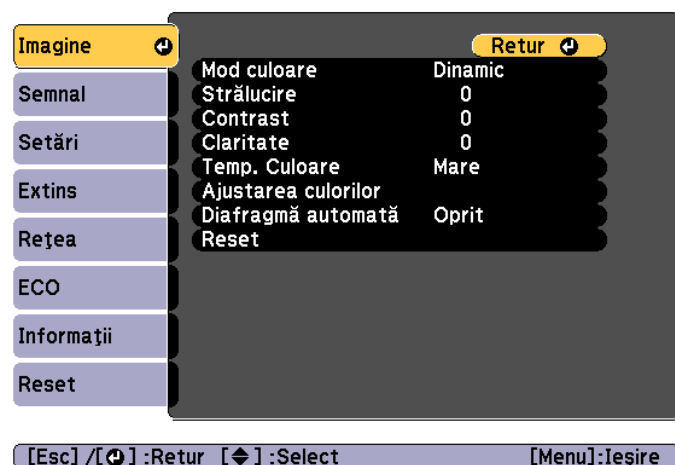 Imagine
Semnal
Setări
Extins
Reţea
ECO
Informaţii
Reset
Retur
Mod culoare Dinamic
Strălucire 0
Contrast 0
Claritate 0
Temp. Culoare Mare
Ajustarea culorilor
Diafragmă automată Oprit
Reset
[Esc] /[ ] :Retur [ ] :Select [Menu]:Iesire